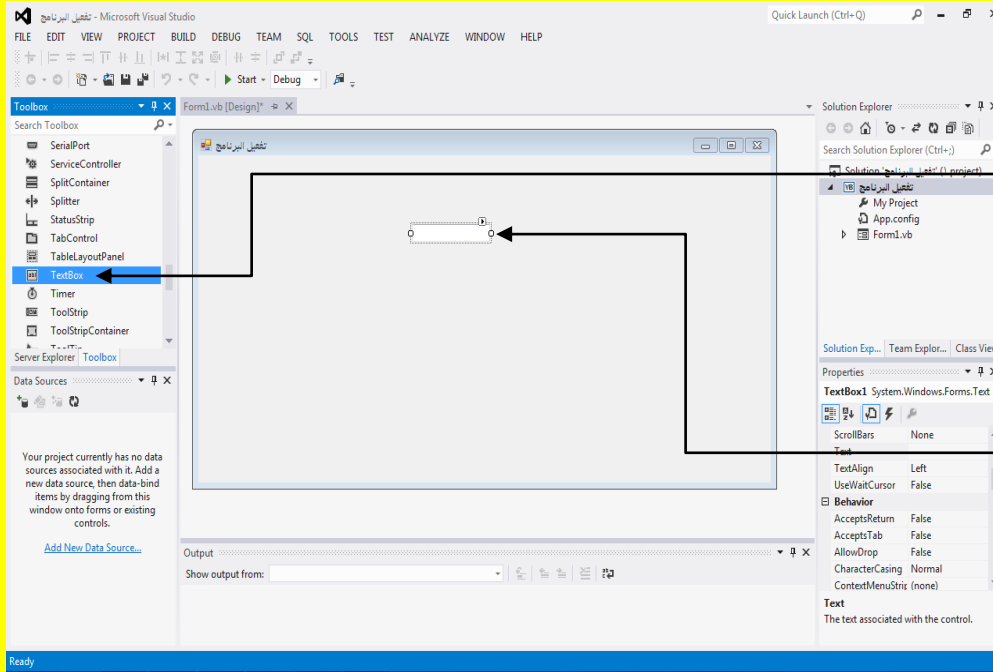 تفعيل البرنامج - Microsoft Visual Studio
Quick Launch (Ctrl+Q)
FILE EDIT VIEW PROJECT BUILD DEBUG TEAM SQL TOOLS TEST ANALYZE WINDOW HELP
Start Debug
Toolbox
Search Toolbox
SerialPort
ServiceController
SplitContainer
Splitter
StatusStrip
TabControl
TableLayoutPanel
TextBox
Timer
ToolStrip
ToolStripContainer
ToolTip
Server Explorer Toolbox
Data Sources
Your project currently has no data
sources associated with it. Add a
new data source, then data-bind
items by dragging from this
window onto forms or existing
controls.
Add New Data Source...
Form1.vb [Design]*
تفعيل البرنامج
Output
Show output from:
Solution Explorer
Search Solution Explorer (Ctrl+;)
Solution 'تفعيل البرنامج' () project)
تفعيل البرنامج
My Project
App.config
Form1.vb
Solution Exp... Team Explor... Class View
Properties
TextBox1 System.Windows.Forms.Text
ScrollBars None
Text
TextAlign Left
UseWaitCursor False
Behavior
AcceptsReturn False
AcceptsTab False
AllowDrop False
CharacterCasing Normal
ContextMenuStrip (none)
Text
The text associated with the control.
Ready